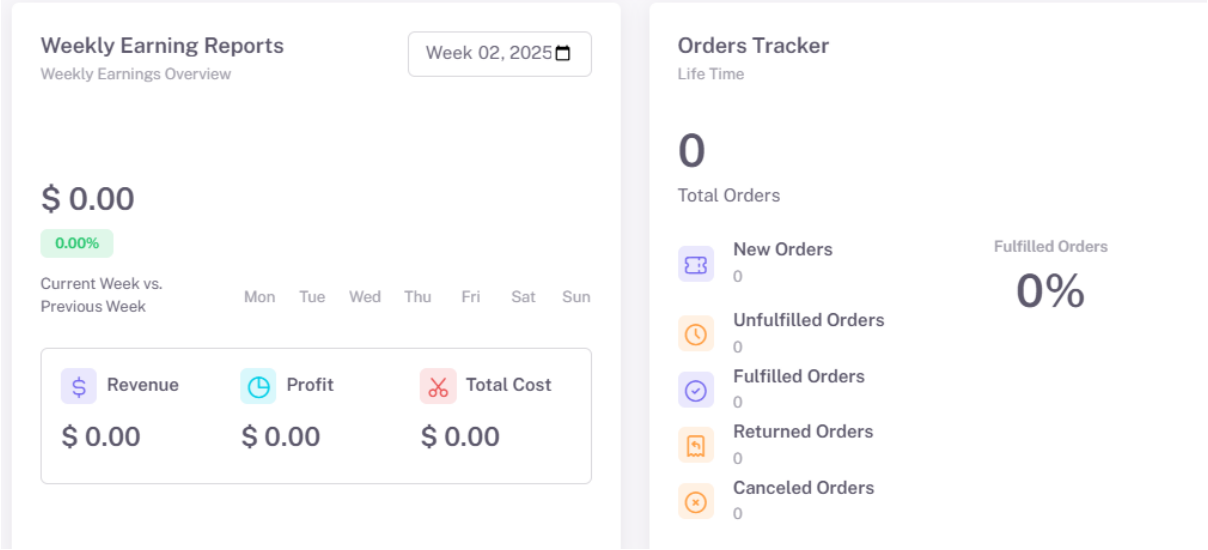 Weekly Earning Reports
Weekly Earnings Overview
Week 02, 2025
$ 0.00
0.00%
Current Week vs.
Previous Week
Mon Tue Wed Thu Fri Sat Sun
Revenue
$ 0.00
Profit
$ 0.00
Total Cost
$ 0.00
Orders Tracker
Life Time
0
Total Orders
New Orders
0
Unfulfilled Orders
0
Fulfilled Orders
0
Returned Orders
0
Canceled Orders
0
Fulfilled Orders
0%